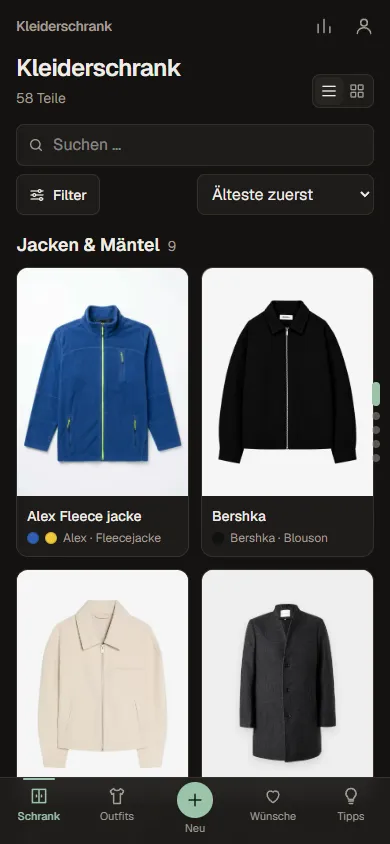 Kleiderschrank
Kleiderschrank
58 Teile
Suchen ...
Filter
Älteste zuerst
Jacken & Mäntel 9
Alex Fleece jacke
Alex · Fleecejacke
Bershka
Bershka · Blouson
Schrank
Outfits
Neu
Wünsche
Tipps